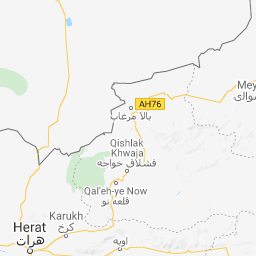 Mey
سوالای
AH76
بالا مرغاب
Qishlak
Khwaja
قشلاق خواجه
Qal'eh-ye Now
قلعه نو
Karukh
کرخ
Herat
هرات
اوبه